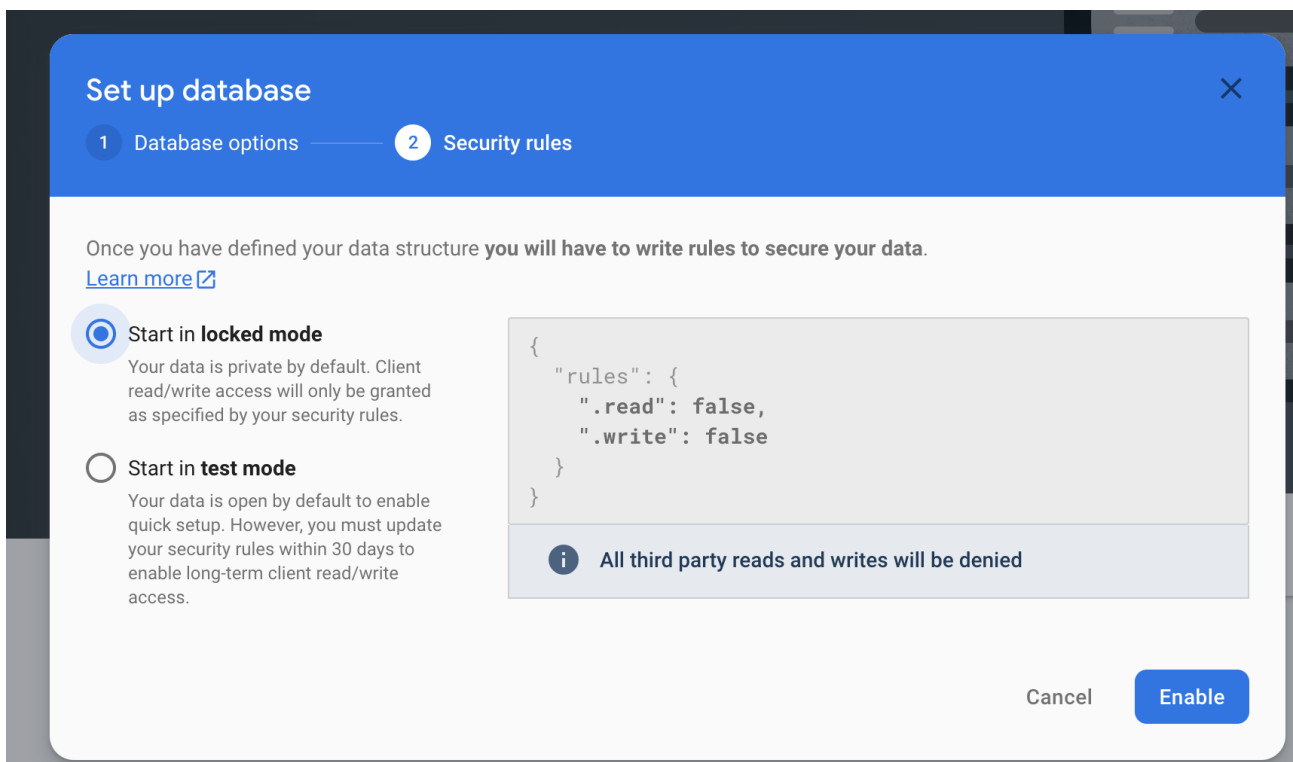 Set up database
1 Database options 2 Security rules
Once you have defined your data structure you will have to write rules to secure your data.
Learn more
Start in locked mode
Your data is private by default. Client
read/write access will only be granted
as specified by your security rules.
Start in test mode
Your data is open by default to enable
quick setup. However, you must update
your security rules within 30 days to
enable long-term client read/write
access.
{
"rules": {
".read": false,
".write": false
}
}
All third party reads and writes will be denied
Cancel Enable